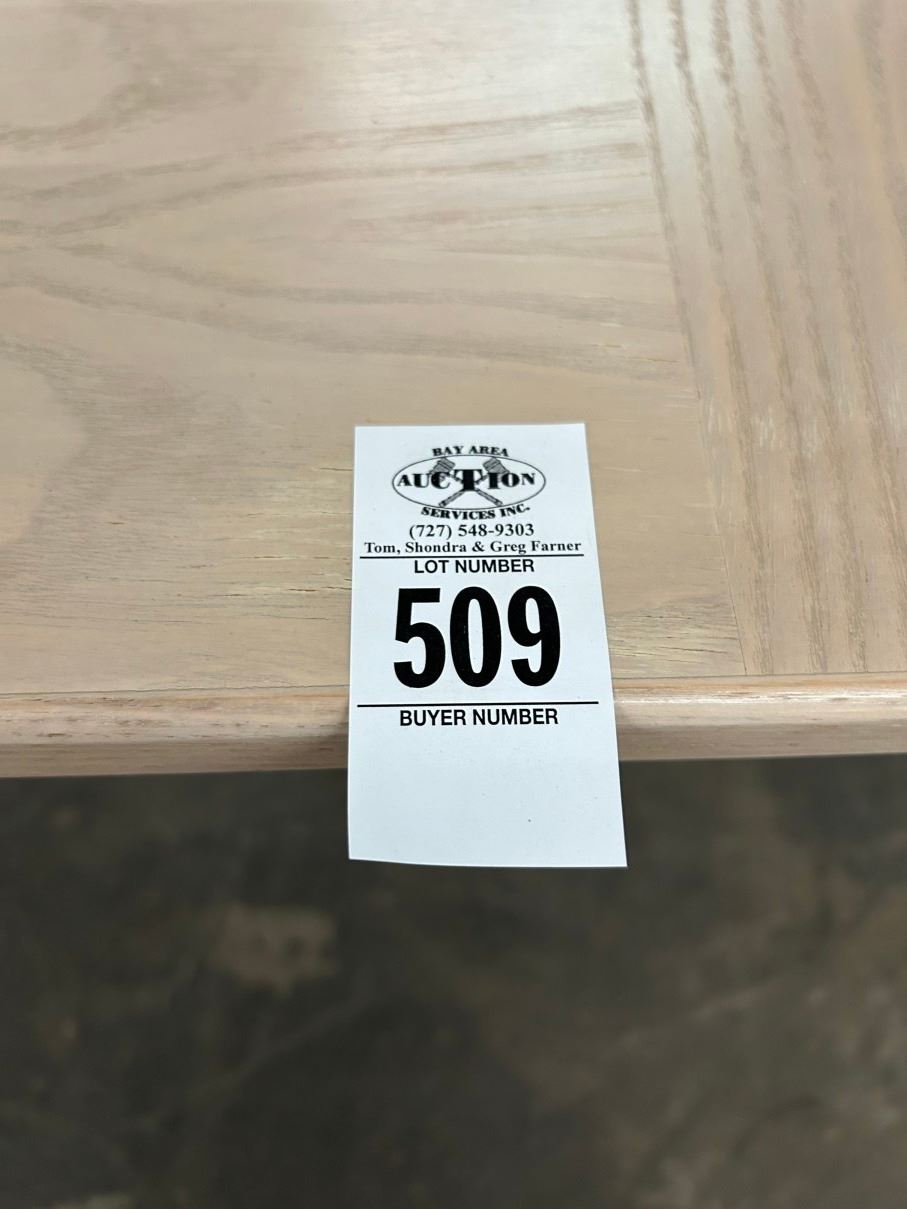 BAY AREA
AUCTION
SERVICES INC.
(727) 548-9303
Tom, Shondra & Greg Farner
LOT NUMBER
509
BUYER NUMBER